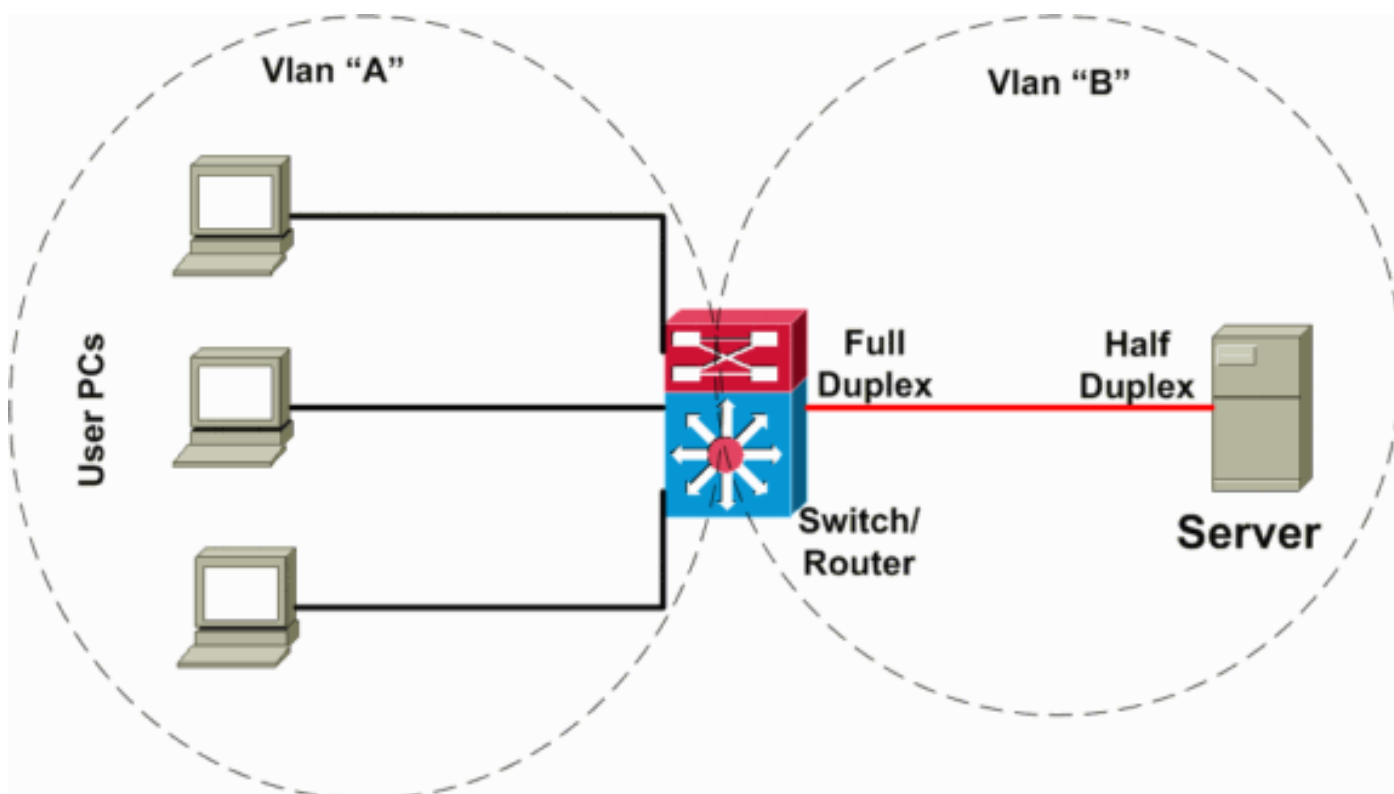 Vlan “A”
Vlan “B”
User PCs
Full
Duplex
Half
Duplex
Switch/
Router
Server